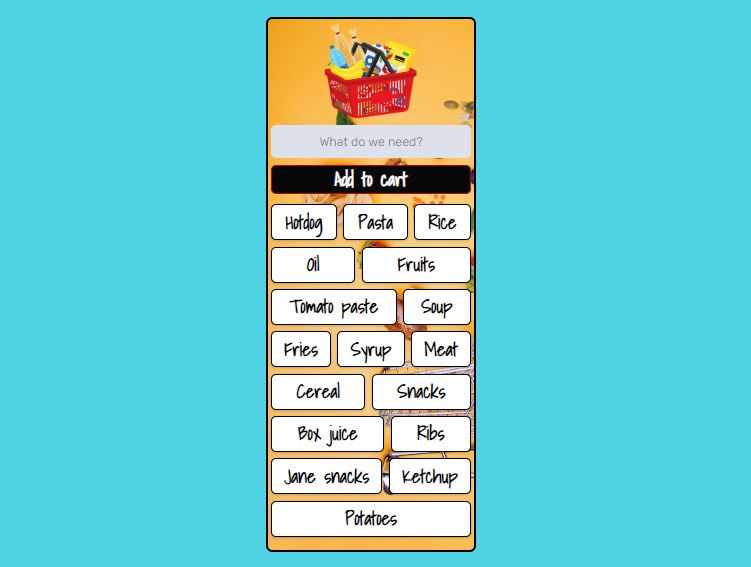 What do we need?
Add to cart
Hotdog Pasta Rice
Oil Fruits
Tomato paste Soup
Fries Syrup Meat
Cereal Snacks
Box juice Ribs
Jane snacks Ketchup
Potatoes